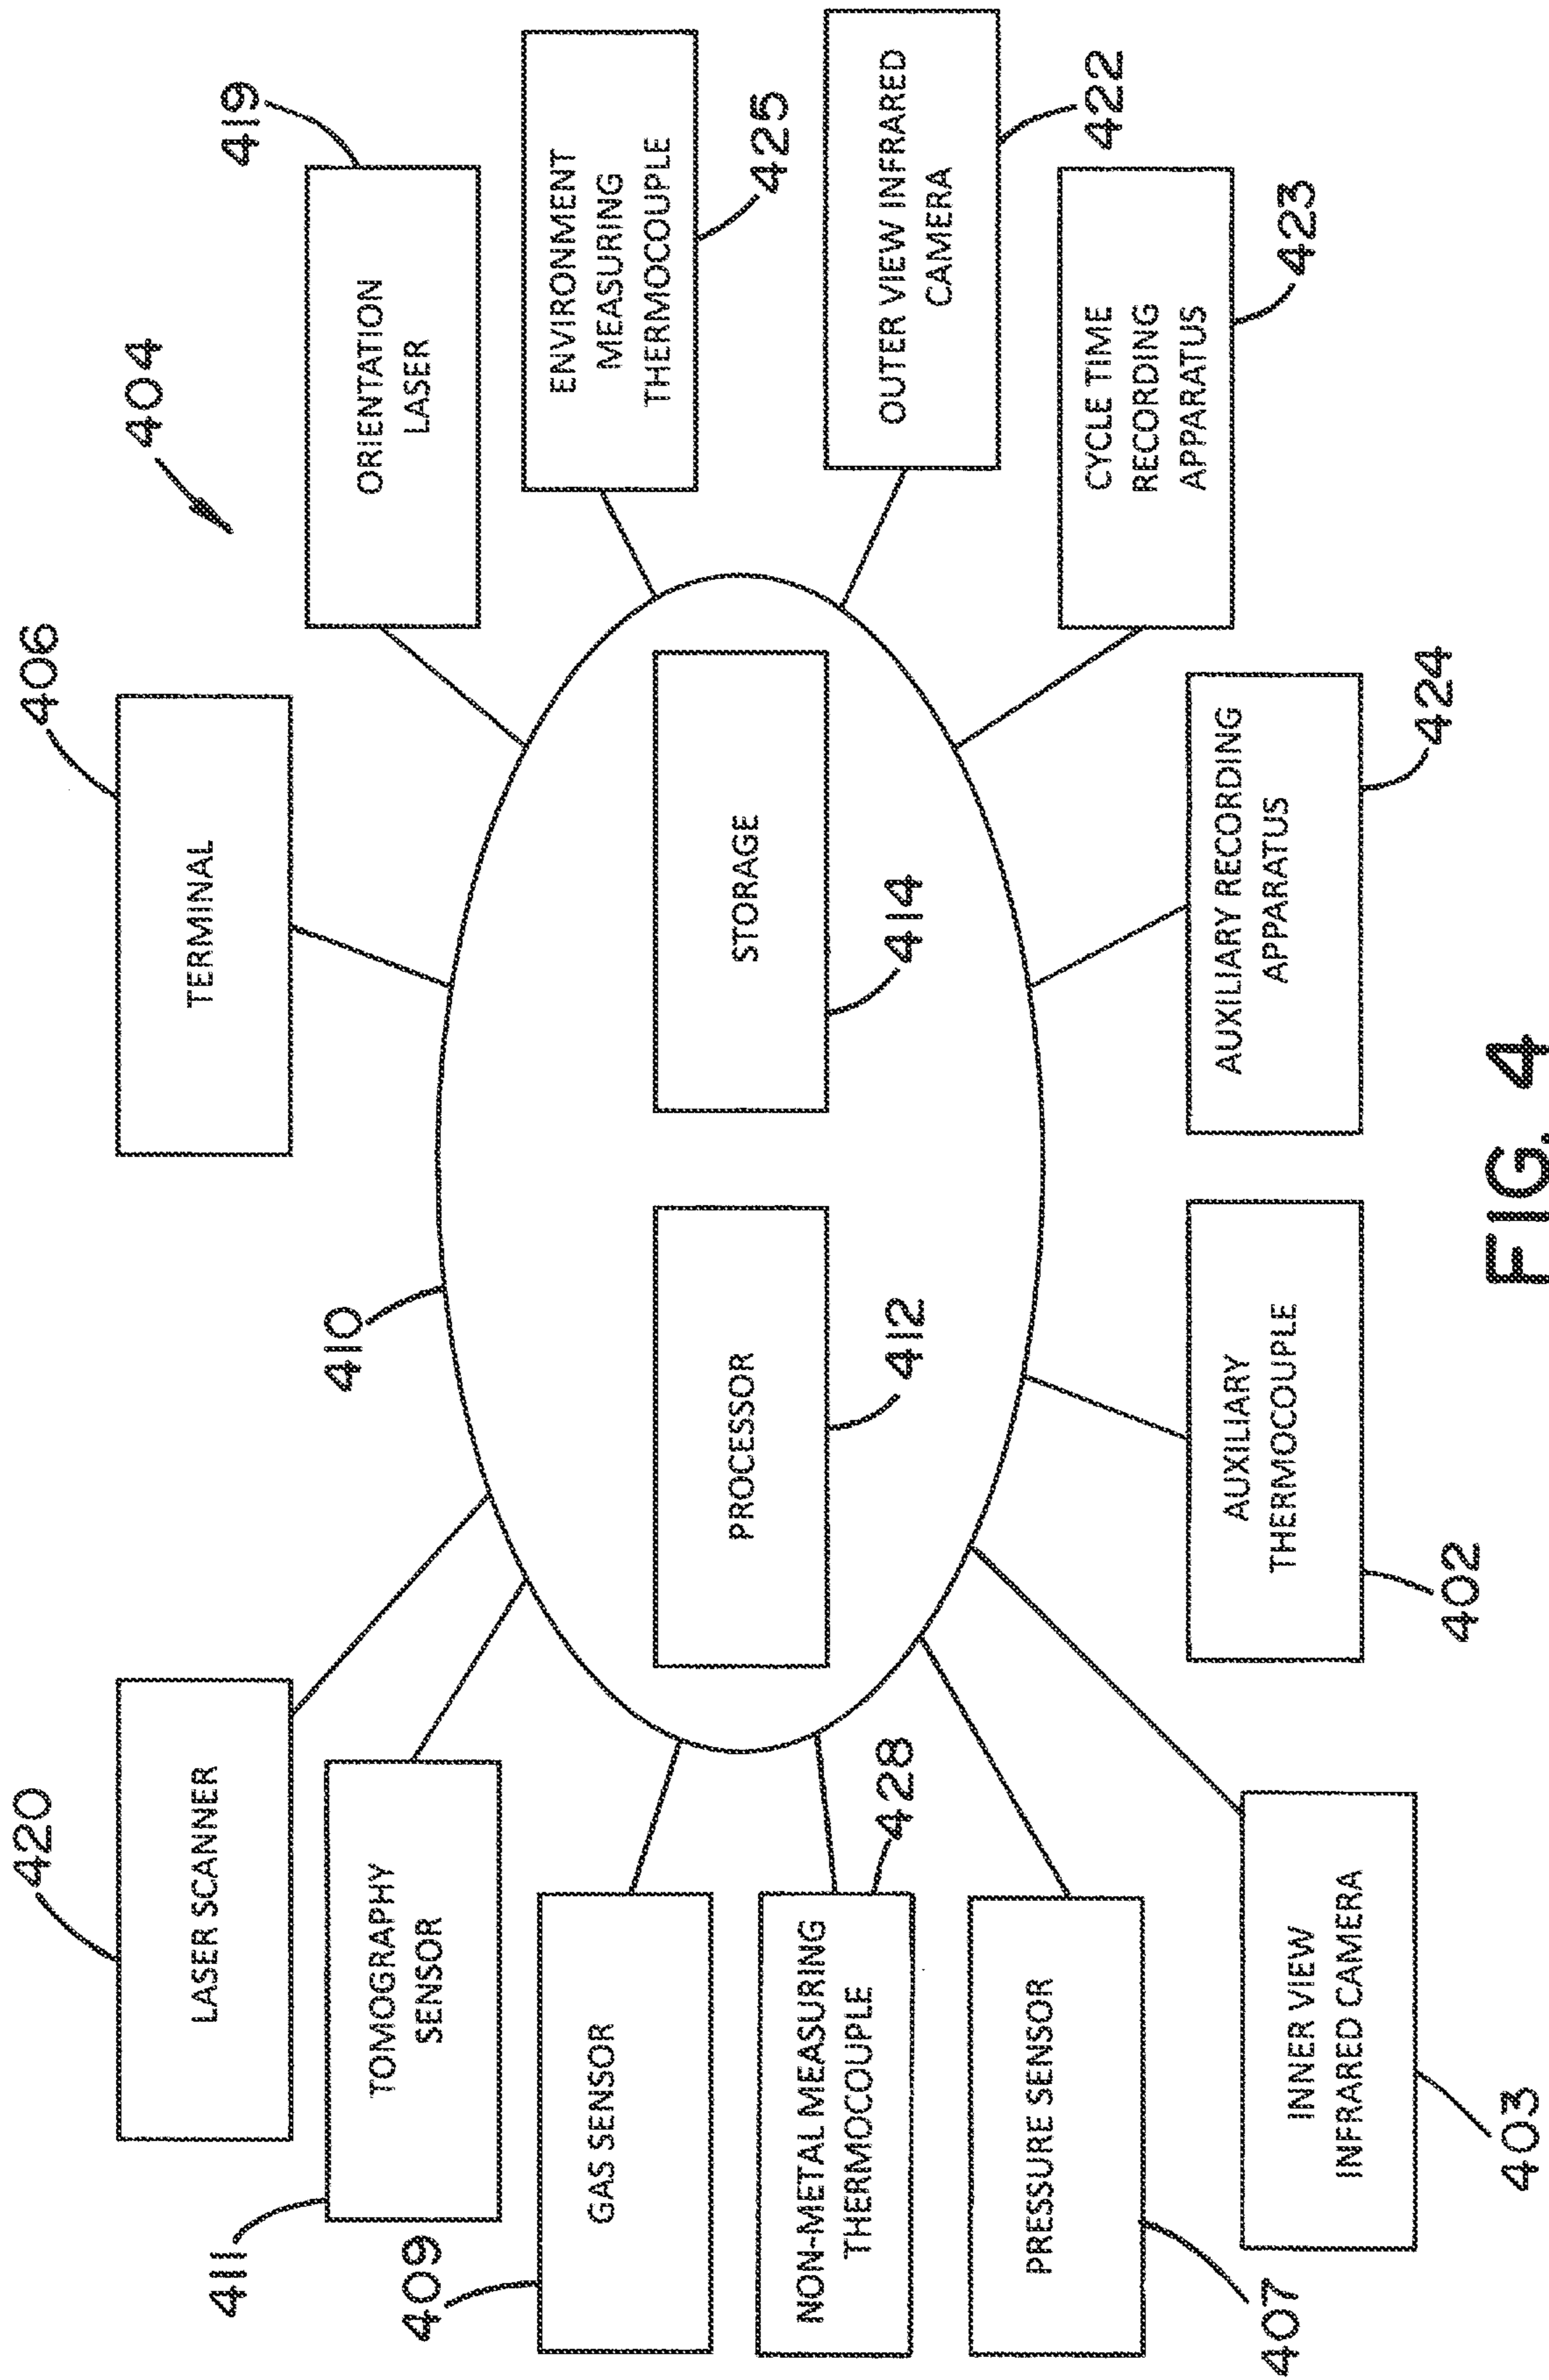 404
420
LASER SCANNER
406
TERMINAL
419
ORIENTATION
LASER
411
TOMOGRAPHY
SENSOR
410
409
GAS SENSOR
ENVIRONMENT
MEASURING
THERMOCOUPLE
425
NON-METAL MEASURING
THERMOCOUPLE
428
PROCESSOR
412
STORAGE
414
OUTER VIEW INFRARED
CAMERA
422
PRESSURE SENSOR
407
CYCLE TIME
RECORDING
APPARATUS
423
INNER VIEW
INFRARED CAMERA
403
AUXILIARY
THERMOCOUPLE
402
AUXILIARY RECORDING
APPARATUS
424
FIG. 4